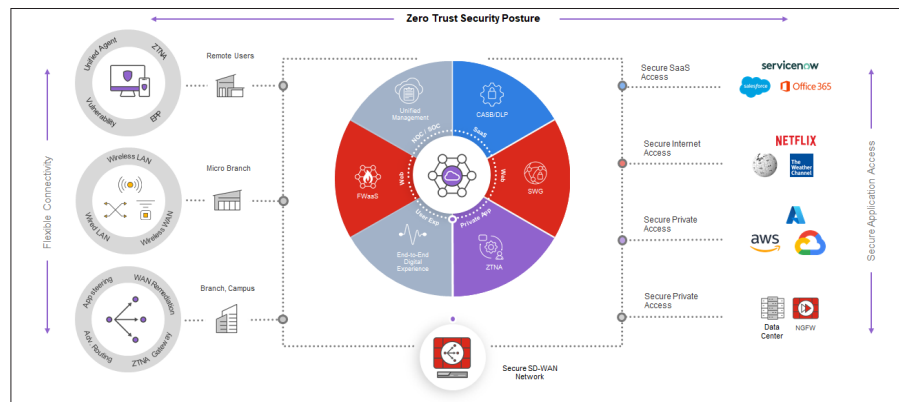 Zero Trust Security Posture
Flexible Connectivity
Unified Agent
ZTNA
Vulnerability
EPP
Remote Users
Wireless LAN
Wired LAN
Wireless WAN
Micro Branch
App steering
WAN Remediation
Adv. Routing
ZTNA Gateway
Branch, Campus
Unified
Management
NOC / SOC
CASB/DLP
SaaS
FWaaS
Web
SWG
Web
End-to-End
Digital
Experience
User Exp
ZTNA
Private App
Secure SD-WAN
Network
Secure SaaS
Access
servicenow
salesforce
Office 365
Secure Internet
Access
NETFLIX
The
Weather
Channel
Secure Private
Access
aws
Secure Private
Access
Data
Center
NGFW
Secure Application Access